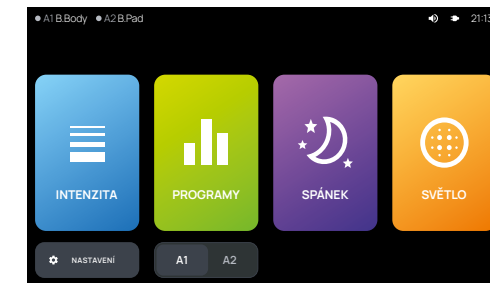 A1 B.Body A2 B.Pad 21:13
INTENZITA PROGRAMY SPÁNEK SVĚTLO
NASTAVENÍ A1 A2